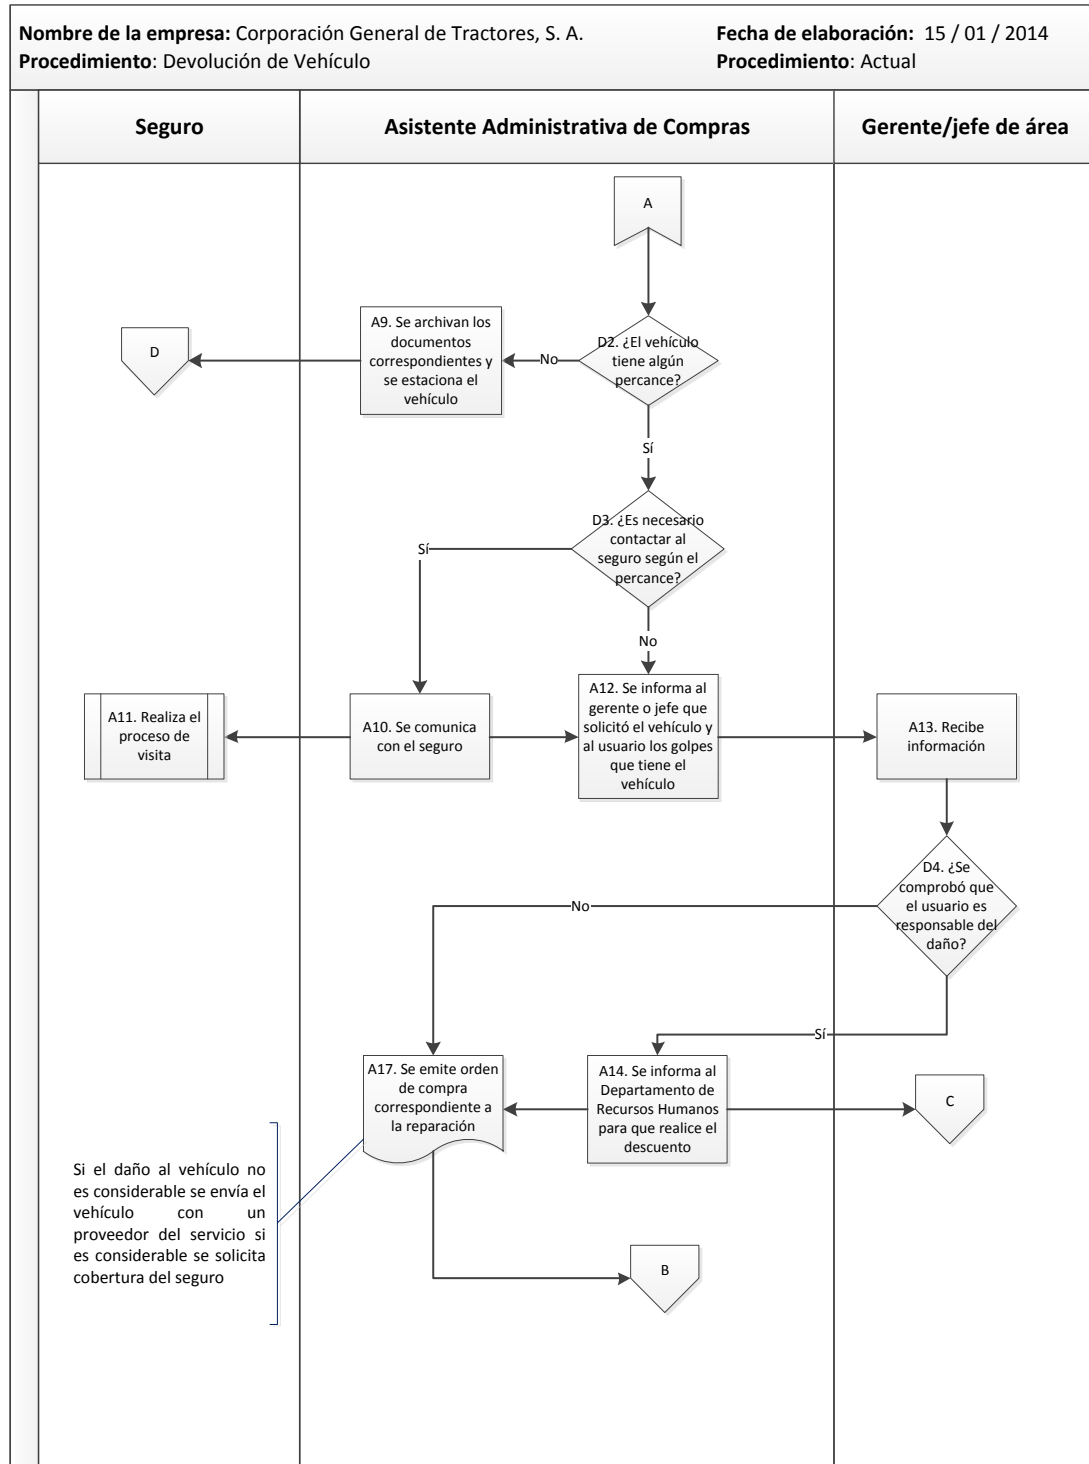 Nombre de la empresa: Corporación General de Tractores, S. A.
Fecha de elaboración: 15 / 01 / 2014
Procedimiento: Devolución de Vehículo
Procedimiento: Actual
Seguro
Asistente Administrativa de Compras
Gerente/jefe de área
A
D
A9. Se archivan los
documentos
correspondientes y
se estaciona el
vehículo
No
D2. ¿El vehículo
tiene algún
percance?
Sí
D3. ¿Es necesario
contactar al
seguro según el
percance?
Sí
No
A11. Realiza el
proceso de
visita
A10. Se comunica
con el seguro
A12. Se informa al
gerente o jefe que
solicitó el vehículo y
al usuario los golpes
que tiene el
vehículo
A13. Recibe
información
D4. ¿Se
comprobó que
el usuario es
responsable del
daño?
No
Sí
A17. Se emite orden
de compra
correspondiente a
la reparación
A14. Se informa al
Departamento de
Recursos Humanos
para que realice el
descuento
C
Si el daño al vehículo no
es considerable se envía el
vehículo con un
proveedor del servicio si
es considerable se solicita
cobertura del seguro
B